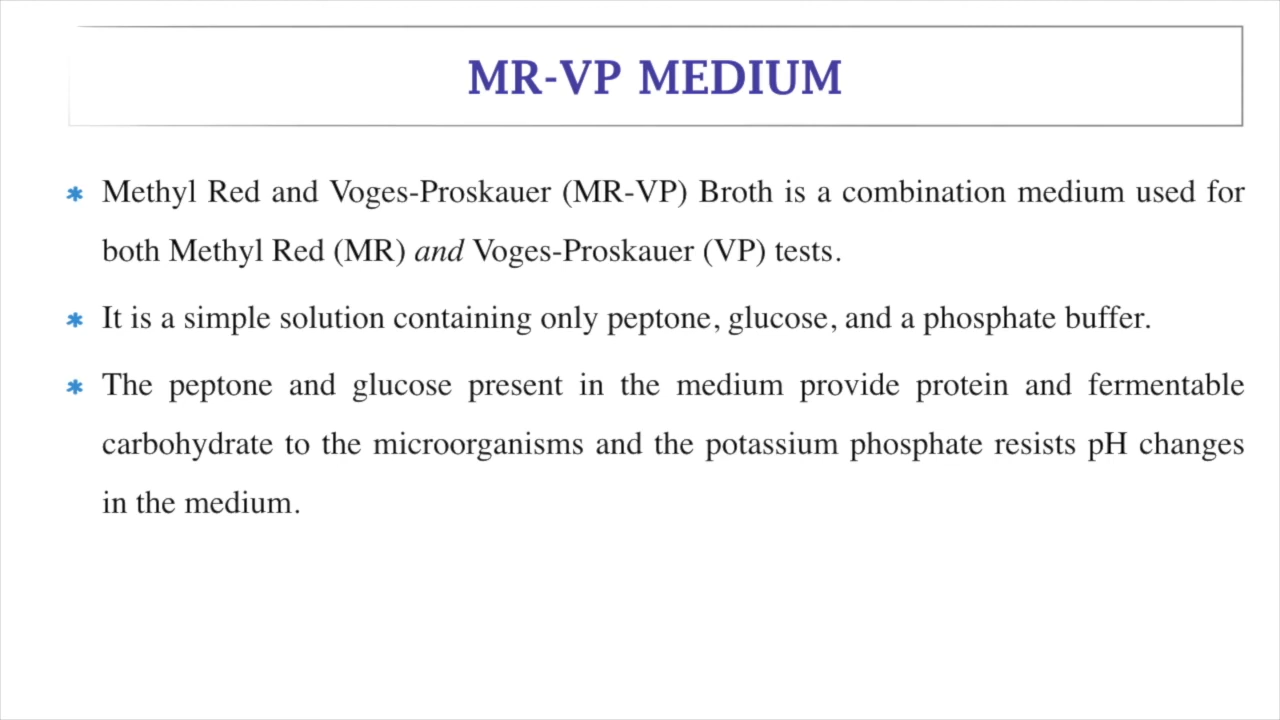 MR-VP MEDIUM
* Methyl Red and Voges-Proskauer (MR-VP) Broth is a combination medium used for
both Methyl Red (MR) and Voges-Proskauer (VP) tests.
* It is a simple solution containing only peptone, glucose, and a phosphate buffer.
* The peptone and glucose present in the medium provide protein and fermentable
carbohydrate to the microorganisms and the potassium phosphate resists pH changes
in the medium.